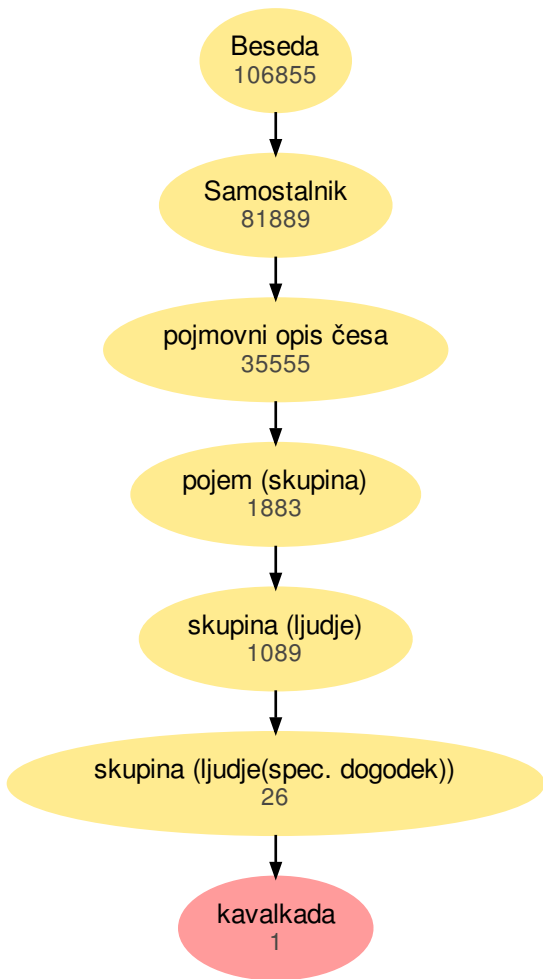 Beseda
106855
Samostalnik
81889
pojmovni opis česa
35555
pojem (skupina)
1883
skupina (ljudje)
1089
skupina (ljudje(spec. dogodek))
26
kavalkada
1